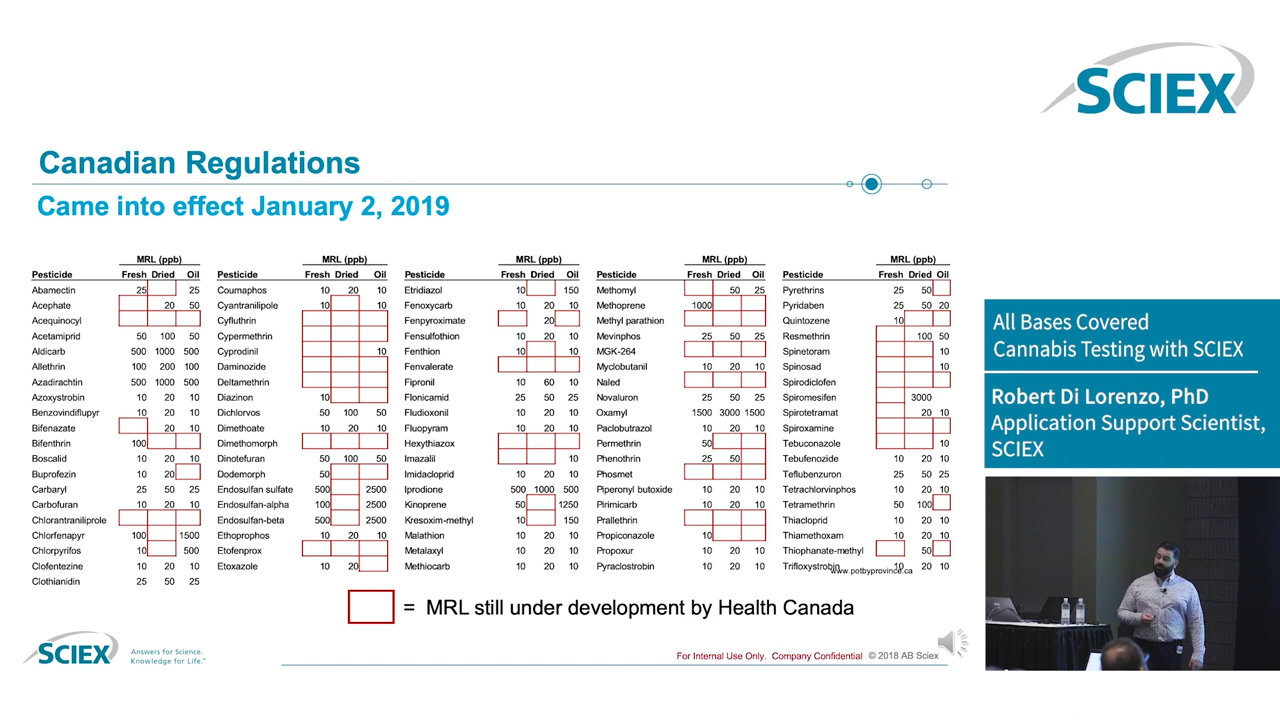 SCIEX
Canadian Regulations
Came into effect January 2, 2019
MRL (ppb)
Pesticide Fresh Dried Oil
Abamectin 25 25
Acephate 20 50
Acequinocyl
Acetamiprid 50 100 50
Aldicarb 500 1000 500
Allethrin 100 200 100
Azadirachtin 500 1000 500
Azoxystrobin 10 20 10
Benzovindiflupyr 10 20 10
Bifenazate 20 10
Bifenthrin 100
Boscalid 10 20 10
Buprofezin 10 20
Carbaryl 25 50 25
Carbofuran 10 20 10
Chlorantraniliprole
Chlorfenapyr 100 1500
Chlorpyrifos 10 500
Clofentezine 10 20 10
Clothianidin 25 50 25
MRL (ppb)
Pesticide Fresh Dried Oil
Coumaphos 10 20 10
Cyantranilipole 10 10
Cyfluthrin
Cypermethrin
Cyprodinil 10
Daminozide
Deltamethrin
Diazinon 10
Dichlorvos 50 100 50
Dimethoate 10 20 10
Dimethomorph
Dinotefuran 50 100 50
Dodemorph 50
Endosulfan sulfate 500 2500
Endosulfan-alpha 500 2500
Endosulfan-beta 500 2500
Ethoprophos 10 20 10
Etofenprox
Etoxazole 10 20
MRL (ppb)
Pesticide Fresh Dried Oil
Etridiazol 10 150
Fenoxycarb 10 20 10
Fenpyroximate 20
Fensulfothion 10 20 10
Fenthion 10 10
Fenvalerate
Fipronil 10 60 10
Flonicamid 25 50 25
Fludioxonil 10 20 10
Fluopyram 10 20 10
Hexythiazox
Imazalil 10
Imidacloprid 10 20 10
Iprodione 500 1000 500
Kinoprene 50 1250
Kresoxim-methyl 10 150
Malathion 10 20 10
Metalaxyl 10 20 10
Methiocarb 10 20 10
MRL (ppb)
Pesticide Fresh Dried Oil
Methomyl 50 25
Methoprene 1000
Methyl parathion
Mevinphos 25 50 25
MGK-264
Myclobutanil 10 20 10
Naled
Novaluron 25 50 25
Oxamyl 1500 3000 1500
Paclobutrazol 10 20 10
Permethrin 50
Phenothrin 25 50
Phosmet
Piperonyl butoxide 10 20 10
Pirimicarb 10 20 10
Prallethrin
Propiconazole 10
Propoxur 10 20 10
Pyraclostrobin 10 20 10
MRL (ppb)
Pesticide Fresh Dried Oil
Pyrethrins 25 50
Pyridaben 25 50 20
Quintozene 10
Resmethrin 100 50
Spinetoram 10
Spinosad 10
Spirodiclofen
Spiromesifen 3000
Spirotetramat 20 10
Spiroxamine
Tebuconazole 10
Tebufenozide 10 20 10
Teflubenzuron 25 50 25
Tetrachlorvinphos 10 20 10
Tetramethrin 50 100
Thiacloprid 10 20 10
Thiamethoxam 10 20 10
Thiophanate-methyl 50
Trifloxystrobin 10 20 10
www.potbyprovince.ca
= MRL still under development by Health Canada
SCIEX
Answers for Science.
Knowledge for Life.™
For Internal Use Only. Company Confidential © 2018 AB Sciex
All Bases Covered
Cannabis Testing with SCIEX
Robert Di Lorenzo, PhD
Application Support Scientist,
SCIEX